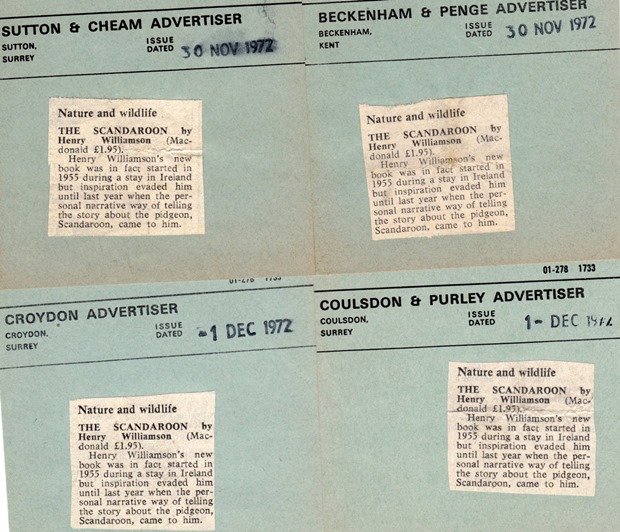 SUTTON & CHEAM ADVERTISER
SUTTON,
SURREY
ISSUE
DATED
30 NOV 1972
Nature and wildlife
THE SCANDAROON by
Henry Williamson (Mac-
donald £1.95).
Henry Williamson's new
book was in fact started in
1955 during a stay in Ireland
but inspiration evaded him
until last year when the per-
sonal narrative way of telling
the story about the pidgeon,
Scandaroon, came to him.
BECKENHAM & PENGE ADVERTISER
BECKENHAM,
KENT
ISSUE
DATED
30 NOV 1972
Nature and wildlife
THE SCANDAROON by
Henry Williamson (Mac-
donald £1.95).
Henry Williamson's new
book was in fact started in
1955 during a stay in Ireland
but inspiration evaded him
until last year when the per-
sonal narrative way of telling
the story about the pidgeon,
Scandaroon, came to him.
CROYDON ADVERTISER
CROYDON,
SURREY
ISSUE
DATED
-1 DEC 1972
Nature and wildlife
THE SCANDAROON by
Henry Williamson (Mac-
donald £1.95).
Henry Williamson's new
book was in fact started in
1955 during a stay in Ireland
but inspiration evaded him
until last year when the per-
sonal narrative way of telling
the story about the pidgeon,
Scandaroon, came to him.
01-278 1733
COULSDON & PURLEY ADVERTISER
COULSDON,
SURREY
ISSUE
DATED
1- DEC
Nature and wildlife
THE SCANDAROON by
Henry Williamson (Mac-
donald £1.95).
Henry Williamson's new
book was in fact started in
1955 during a stay in Ireland
but inspiration evaded him
until last year when the per-
sonal narrative way of telling
the story about the pidgeon,
Scandaroon, came to him.